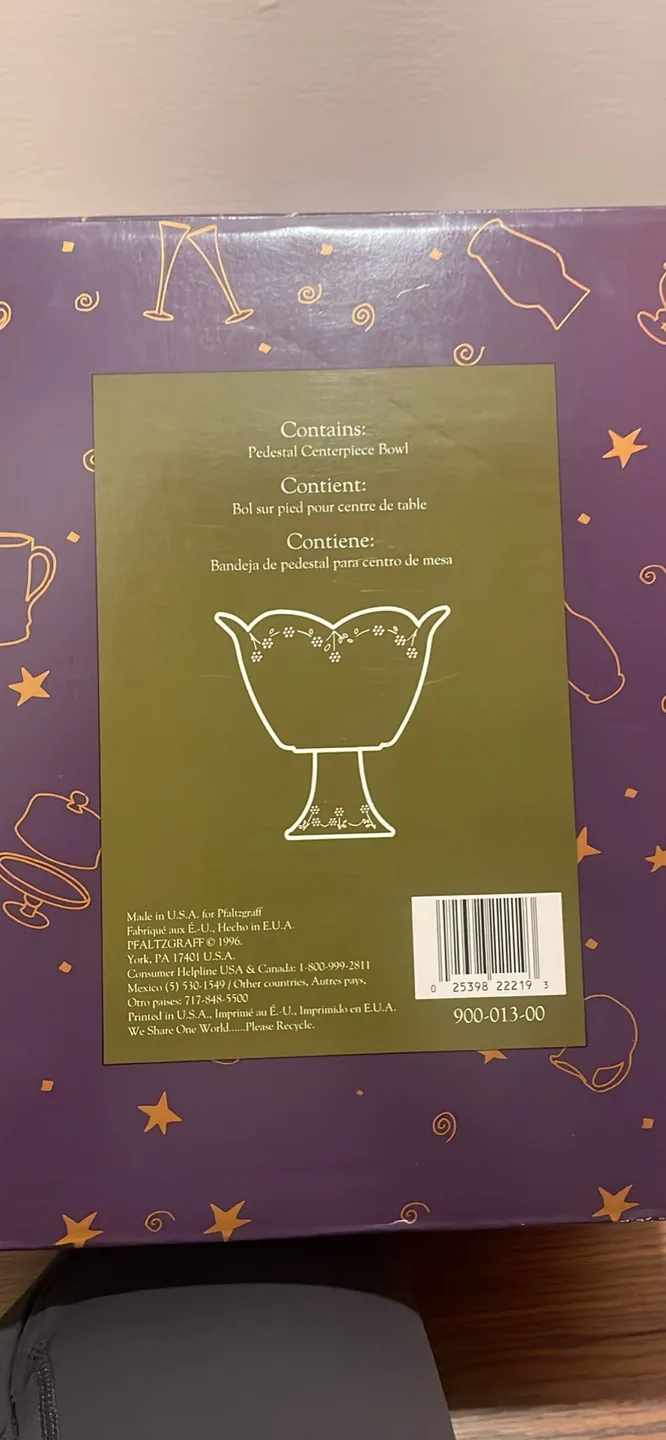 Contains:
Pedestal Centerpiece Bowl
Contient:
Bol sur pied pour centre de table
Contiene:
Bandeja de pedestal para centro de mesa
Made in U.S.A. for Pfaltzgraff
Fabriqué aux É.-U., Hecho in E.U.A.
PFALTZGRAFF © 1996.
York, PA 17401 U.S.A.
Consumer Helpline USA & Canada: 1-800-999-2811
Mexico (5) 530-1549 / Other countries, Autres pays,
Otro paises: 717-848-5500
Printed in U.S.A., Imprimé au É.-U., Imprimido en E.U.A.
We Share One World......Please Recycle.
0 25398 22219 3
900-013-00